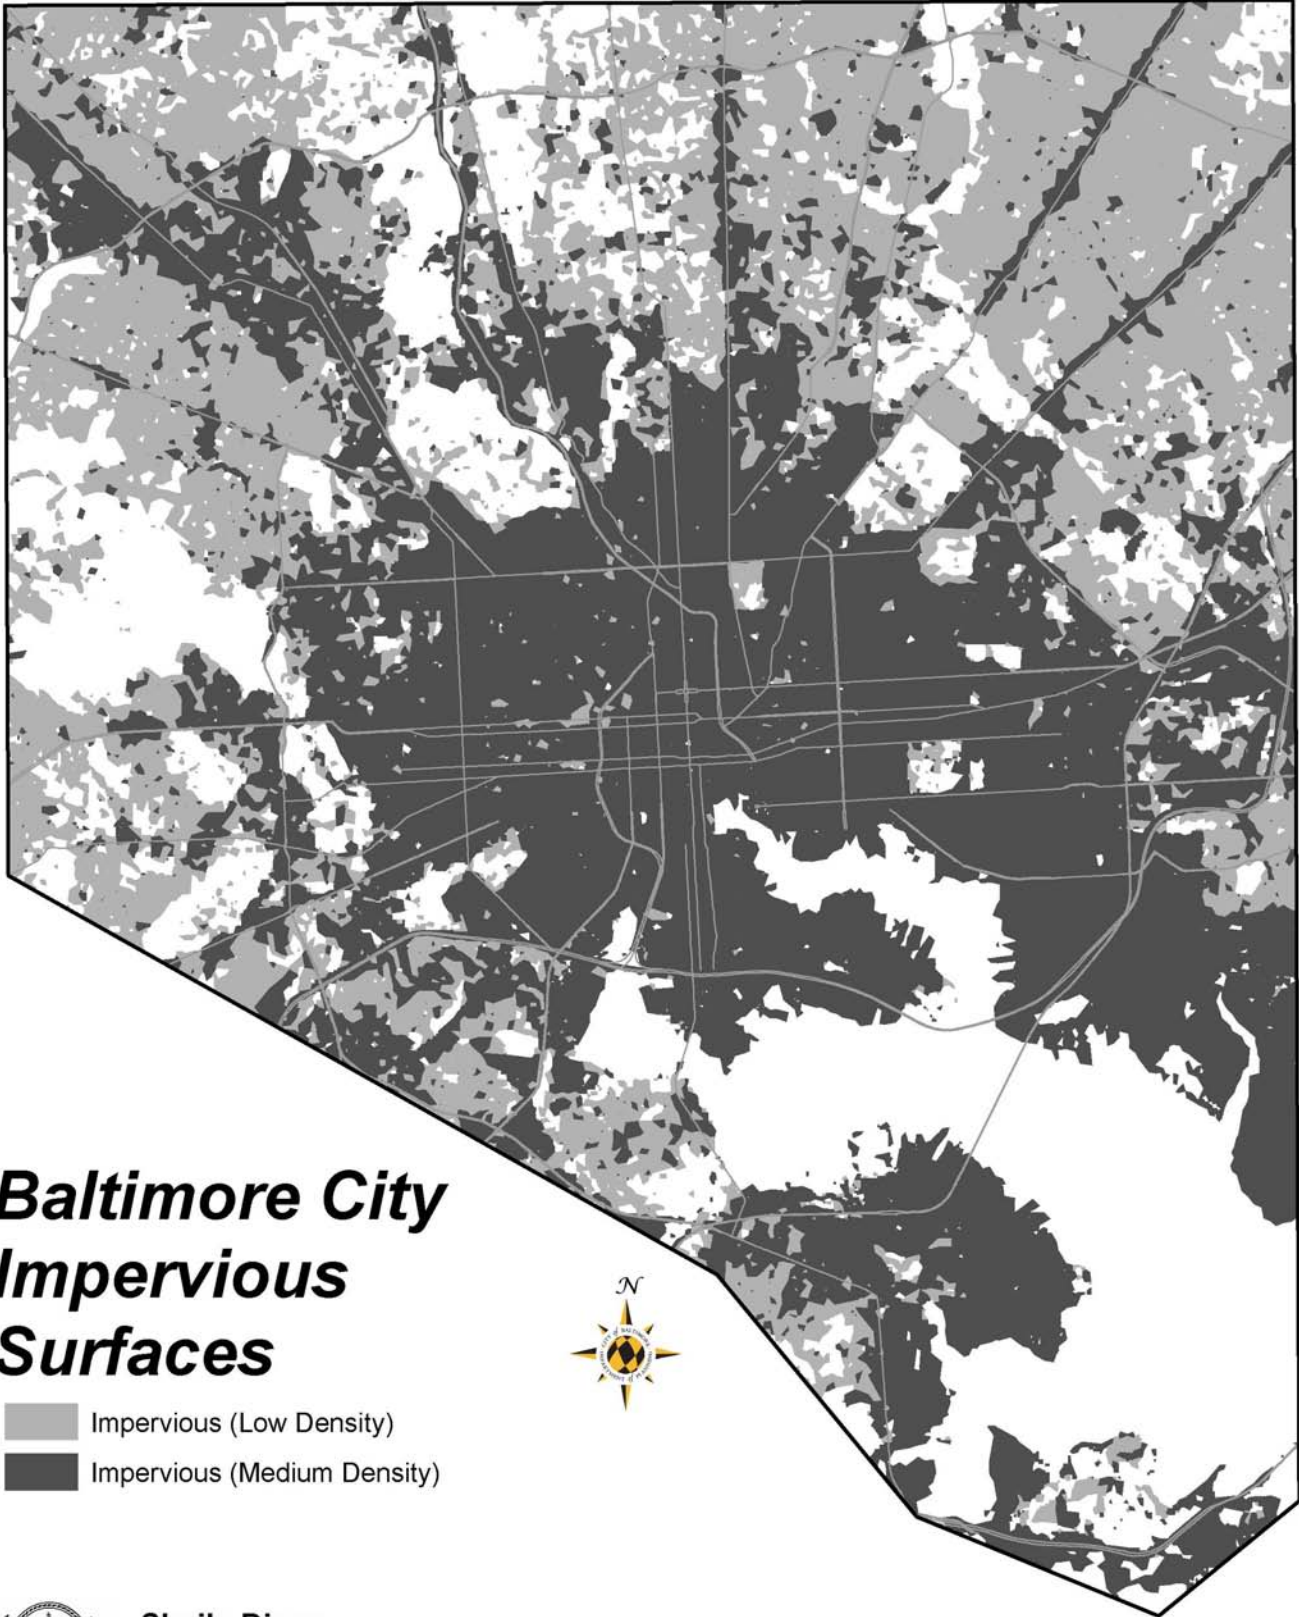 Baltimore City
Impervious
Surfaces
N
Impervious (Low Density)
Impervious (Medium Density)